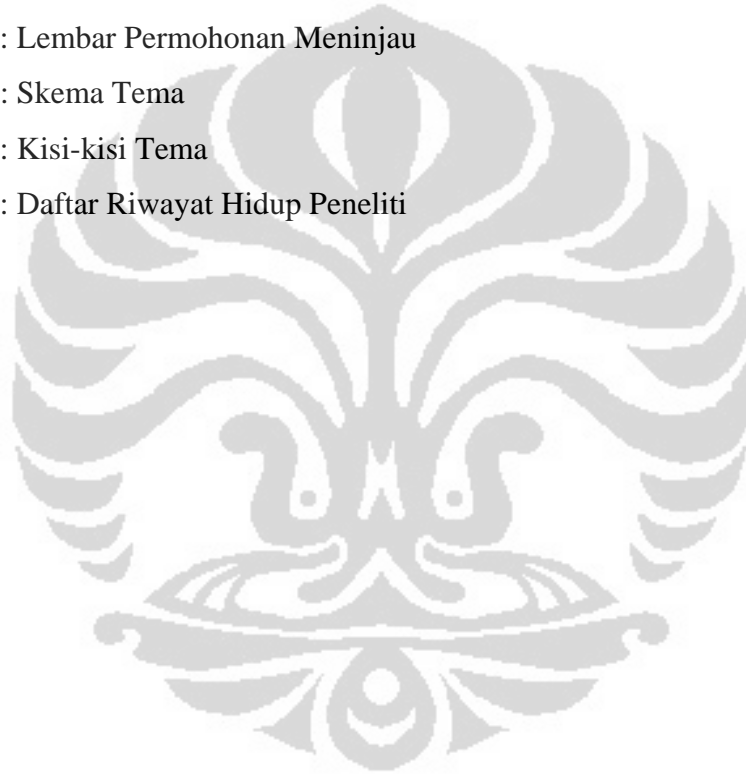 : Lembar Permohonan Meninjau
: Skema Tema
: Kisi-kisi Tema
: Daftar Riwayat Hidup Peneliti